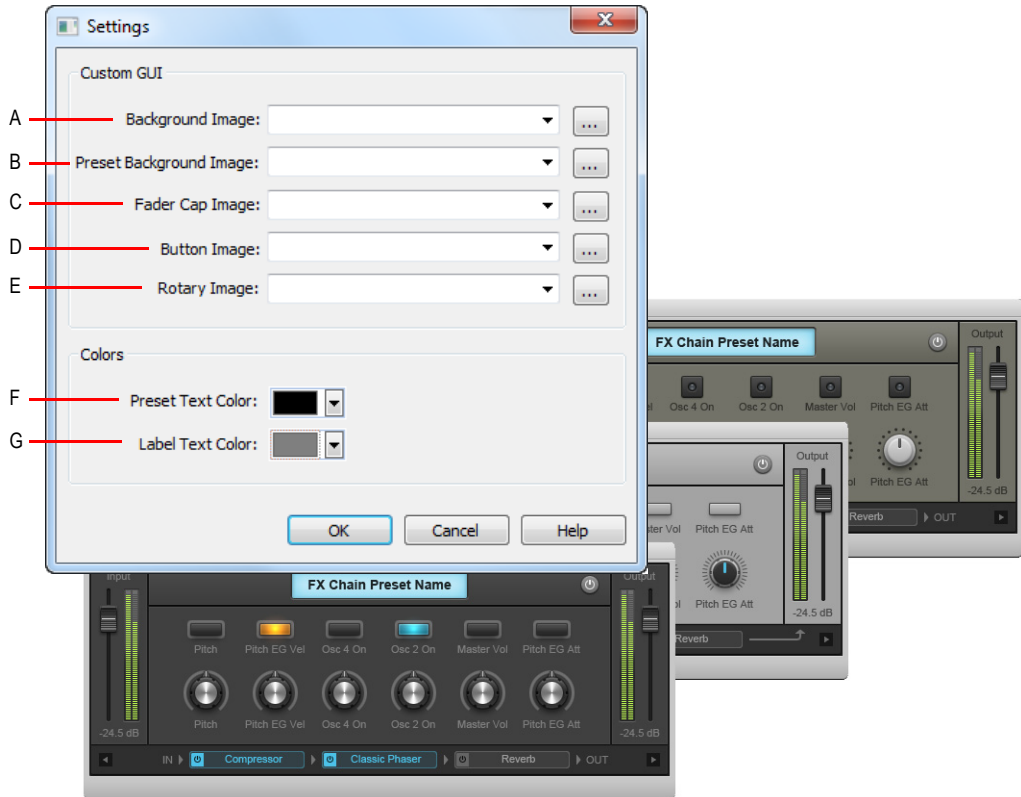 Settings
Custom GUI
A Background Image: ...
B Preset Background Image: ...
C Fader Cap Image: ...
D Button Image: ...
E Rotary Image: ...
Colors
F Preset Text Color:
G Label Text Color:
OK Cancel Help
FX Chain Preset Name
Output
Osc 4 On Osc 2 On Master Vol Pitch EG Att
Pitch EG Att
-24.5 dB
Reverb OUT
Output
Vol Pitch EG Att
Pitch EG Att
-24.5 dB
Reverb
Input FX Chain Preset Name Output
Pitch Pitch EG Vel Osc 4 On Osc 2 On Master Vol Pitch EG Att
Pitch Pitch EG Vel Osc 4 On Osc 2 On Master Vol Pitch EG Att
-24.5 dB -24.5 dB
IN Compressor Classic Phaser Reverb OUT